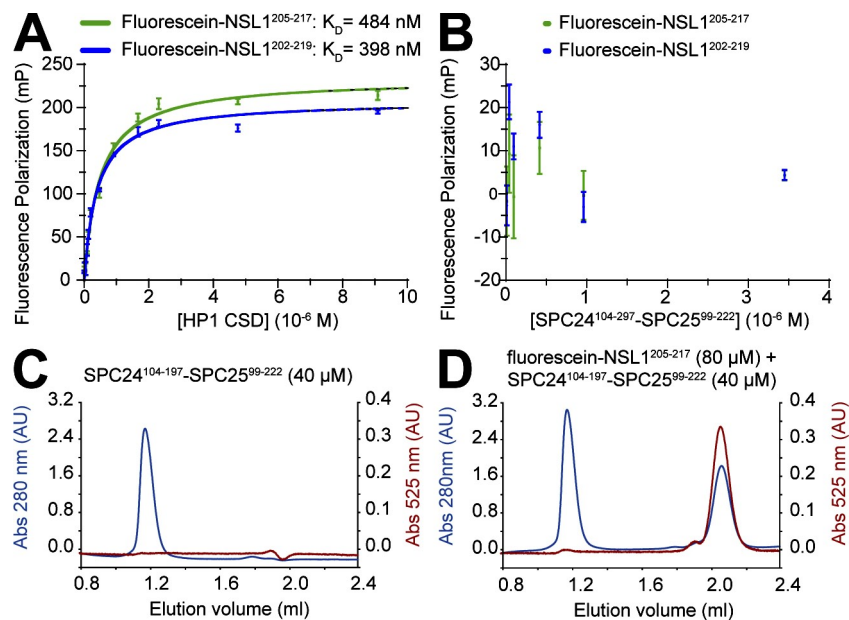 A
Fluorescein-NSL1²⁰⁵⁻²¹⁷: K_D= 484 nM
Fluorescein-NSL1²⁰²⁻²¹⁹: K_D= 398 nM
Fluorescence Polarization (mP)
250
200
150
100
50
0
0 2 4 6 8 10
[HP1 CSD] (10⁻⁶ M)
B
Fluorescein-NSL1²⁰⁵⁻²¹⁷
Fluorescein-NSL1²⁰²⁻²¹⁹
Fluorescence Polarization (mP)
30
20
10
0
-10
-20
0 1 2 3 4
[SPC24¹⁰⁴⁻²⁹⁷-SPC25⁹⁹⁻²²²] (10⁻⁶ M)
C
SPC24¹⁰⁴⁻¹⁹⁷-SPC25⁹⁹⁻²²² (40 µM)
Abs 280 nm (AU)
3.2
2.4
1.6
0.8
0.0
0.4
0.3
0.2
0.1
0.0
Abs 525 nm (AU)
0.8 1.2 1.6 2.0 2.4
Elution volume (ml)
D
fluorescein-NSL1²⁰⁵⁻²¹⁷ (80 µM) +
SPC24¹⁰⁴⁻¹⁹⁷-SPC25⁹⁹⁻²²² (40 µM)
Abs 280nm (AU)
3.2
2.4
1.6
0.8
0.0
0.4
0.3
0.2
0.1
0.0
Abs 525 nm (AU)
0.8 1.2 1.6 2.0 2.4
Elution volume (ml)